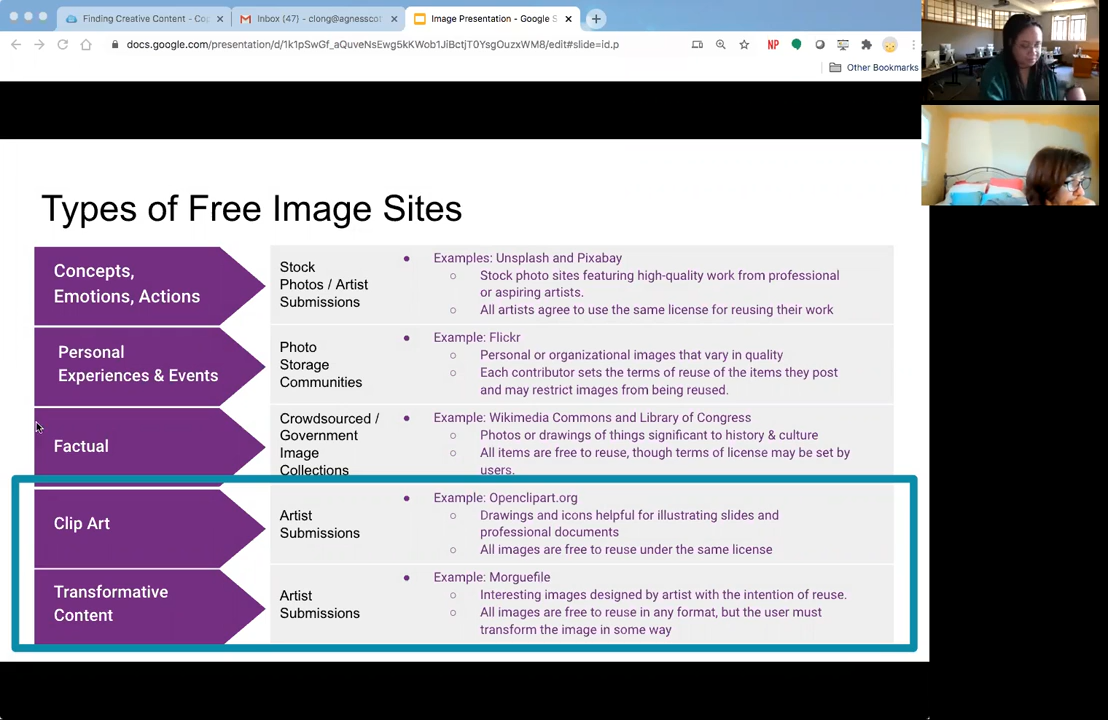 Finding Creative Content - Cop
Inbox (47) - clong@agnesscot
Image Presentation - Google S
docs.google.com/presentation/d/1k1pSwGf_aQuveNsEwg5kKWob1JiBctjT0YsgOuzxWM8/edit#slide=id.p
NP
Other Bookmarks
Types of Free Image Sites
Concepts,
Emotions, Actions
Stock
Photos / Artist
Submissions
● Examples: Unsplash and Pixabay
○ Stock photo sites featuring high-quality work from professional
or aspiring artists.
○ All artists agree to use the same license for reusing their work
Personal
Experiences & Events
Photo
Storage
Communities
● Example: Flickr
○ Personal or organizational images that vary in quality
○ Each contributor sets the terms of reuse of the items they post
and may restrict images from being reused.
Factual
Crowdsourced /
Government
Image
Collections
● Example: Wikimedia Commons and Library of Congress
○ Photos or drawings of things significant to history & culture
○ All items are free to reuse, though terms of license may be set by
users.
Clip Art
Artist
Submissions
● Example: Openclipart.org
○ Drawings and icons helpful for illustrating slides and
professional documents
○ All images are free to reuse under the same license
Transformative
Content
Artist
Submissions
● Example: Morguefile
○ Interesting images designed by artist with the intention of reuse.
○ All images are free to reuse in any format, but the user must
transform the image in some way